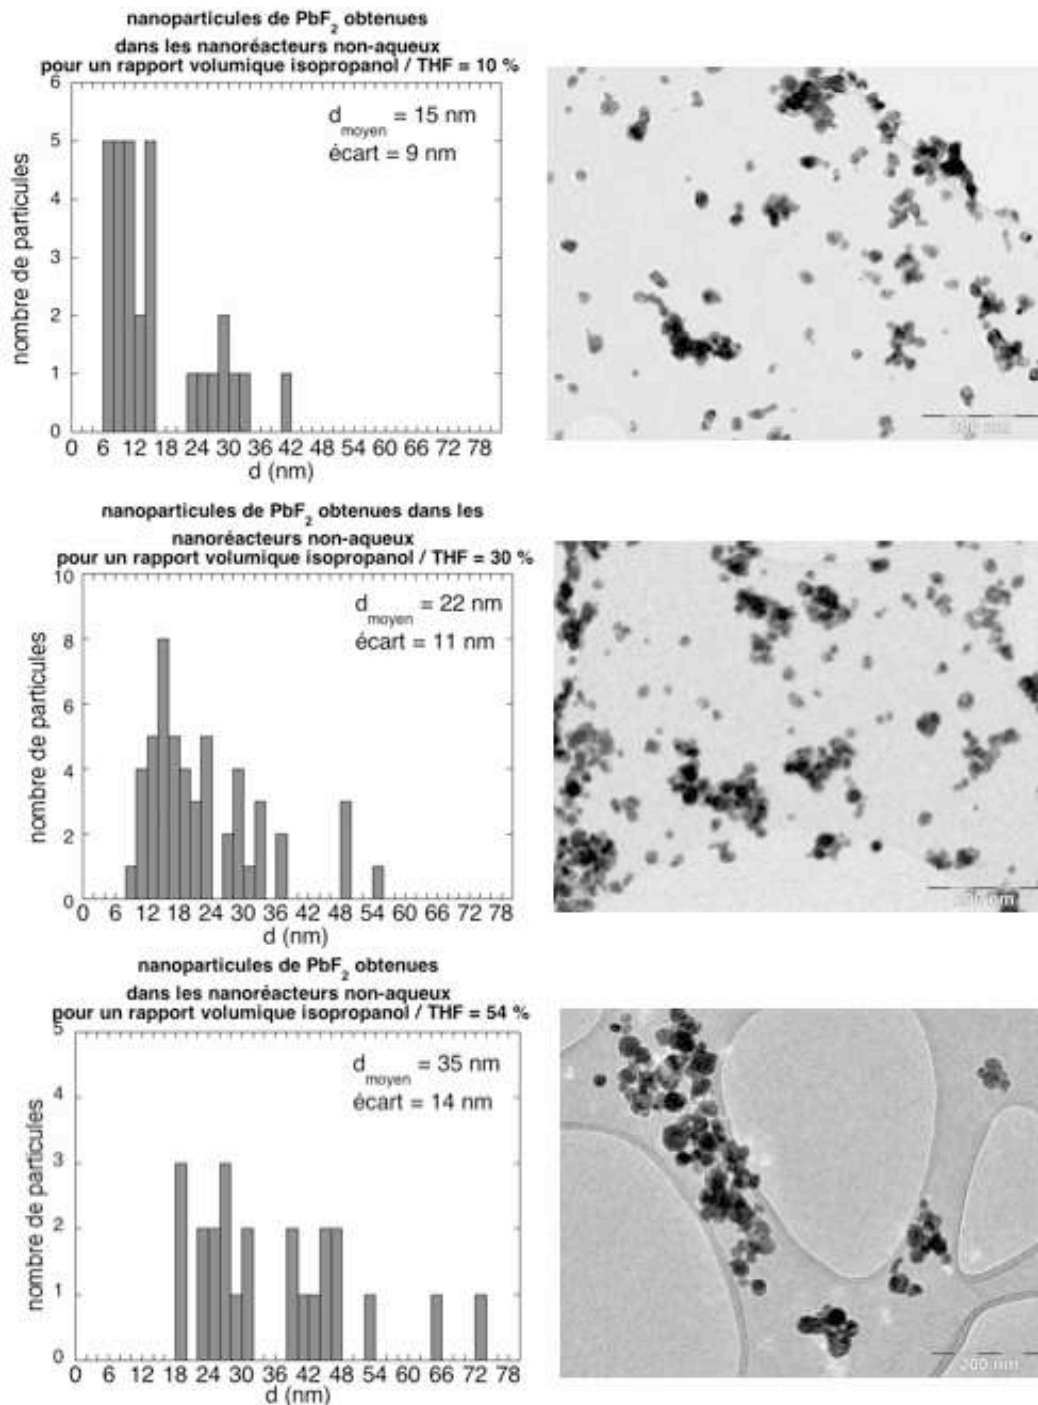 nanoparticules de PbF2 obtenues
dans les nanoréacteurs non-aqueux
pour un rapport volumique isopropanol / THF = 10 %
6
5
4
3
2
1
0
nombre de particules
dmoyen = 15 nm
écart = 9 nm
0 6 12 18 24 30 36 42 48 54 60 66 72 78
d (nm)
nanoparticules de PbF2 obtenues dans les
nanoréacteurs non-aqueux
pour un rapport volumique isopropanol / THF = 30 %
10
8
6
4
2
0
nombre de particules
dmoyen = 22 nm
écart = 11 nm
0 6 12 18 24 30 36 42 48 54 60 66 72 78
d (nm)
nanoparticules de PbF2 obtenues
dans les nanoréacteurs non-aqueux
pour un rapport volumique isopropanol / THF = 54 %
5
4
3
2
1
0
nombre de particules
dmoyen = 35 nm
écart = 14 nm
0 6 12 18 24 30 36 42 48 54 60 66 72 78
d (nm)
200 nm